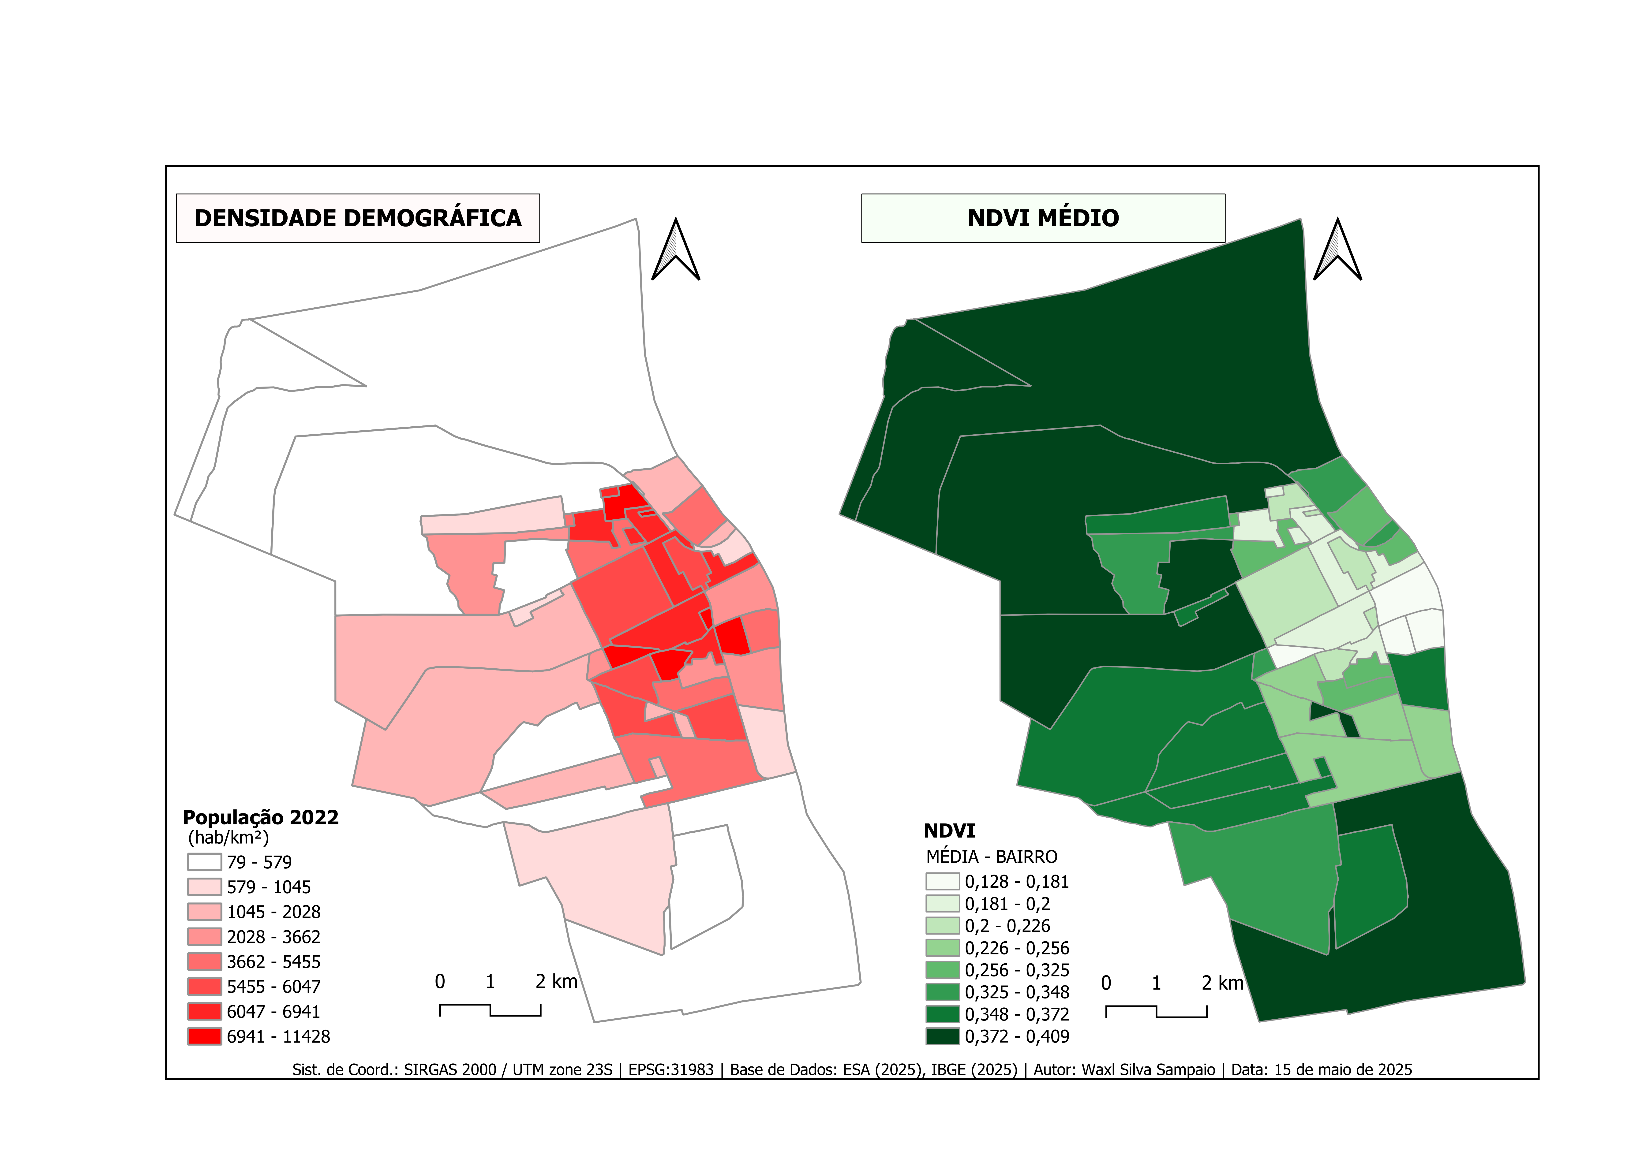 DENSIDADE DEMOGRÁFICA
NDVI MÉDIO
População 2022
(hab/km²)
79 - 579
579 - 1045
1045 - 2028
2028 - 3662
3662 - 5455
5455 - 6047
6047 - 6941
6941 - 11428
0 1 2 km
NDVI
MÉDIA - BAIRRO
0,128 - 0,181
0,181 - 0,2
0,2 - 0,226
0,226 - 0,256
0,256 - 0,325
0,325 - 0,348
0,348 - 0,372
0,372 - 0,409
0 1 2 km
Sist. de Coord.: SIRGAS 2000 / UTM zone 23S | EPSG:31983 | Base de Dados: ESA (2025), IBGE (2025) | Autor: Waxl Silva Sampaio | Data: 15 de maio de 2025